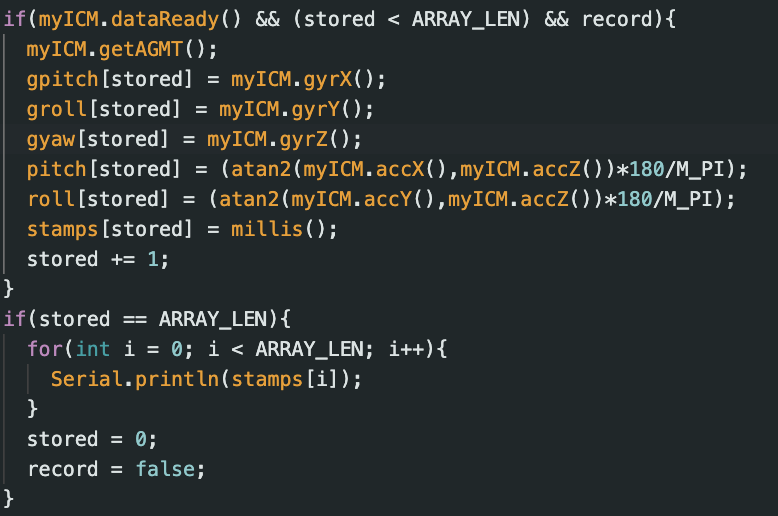 if(myICM.dataReady() && (stored < ARRAY_LEN) && record){
  myICM.getAGMT();
  gpitch[stored] = myICM.gyrX();
  groll[stored] = myICM.gyrY();
  gyaw[stored] = myICM.gyrZ();
  pitch[stored] = (atan2(myICM.accX(),myICM.accZ())*180/M_PI);
  roll[stored] = (atan2(myICM.accY(),myICM.accZ())*180/M_PI);
  stamps[stored] = millis();
  stored += 1;
}
if(stored == ARRAY_LEN){
  for(int i = 0; i < ARRAY_LEN; i++){
    Serial.println(stamps[i]);
  }
  stored = 0;
  record = false;
}